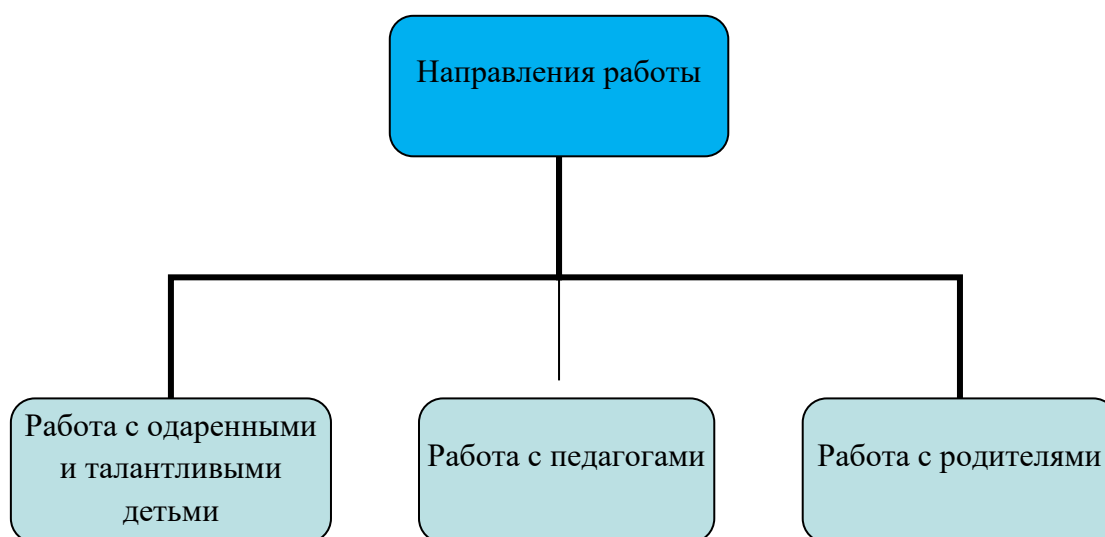 Направления работы
Работа с одаренными
и талантливыми
детьми
Работа с педагогами
Работа с родителями